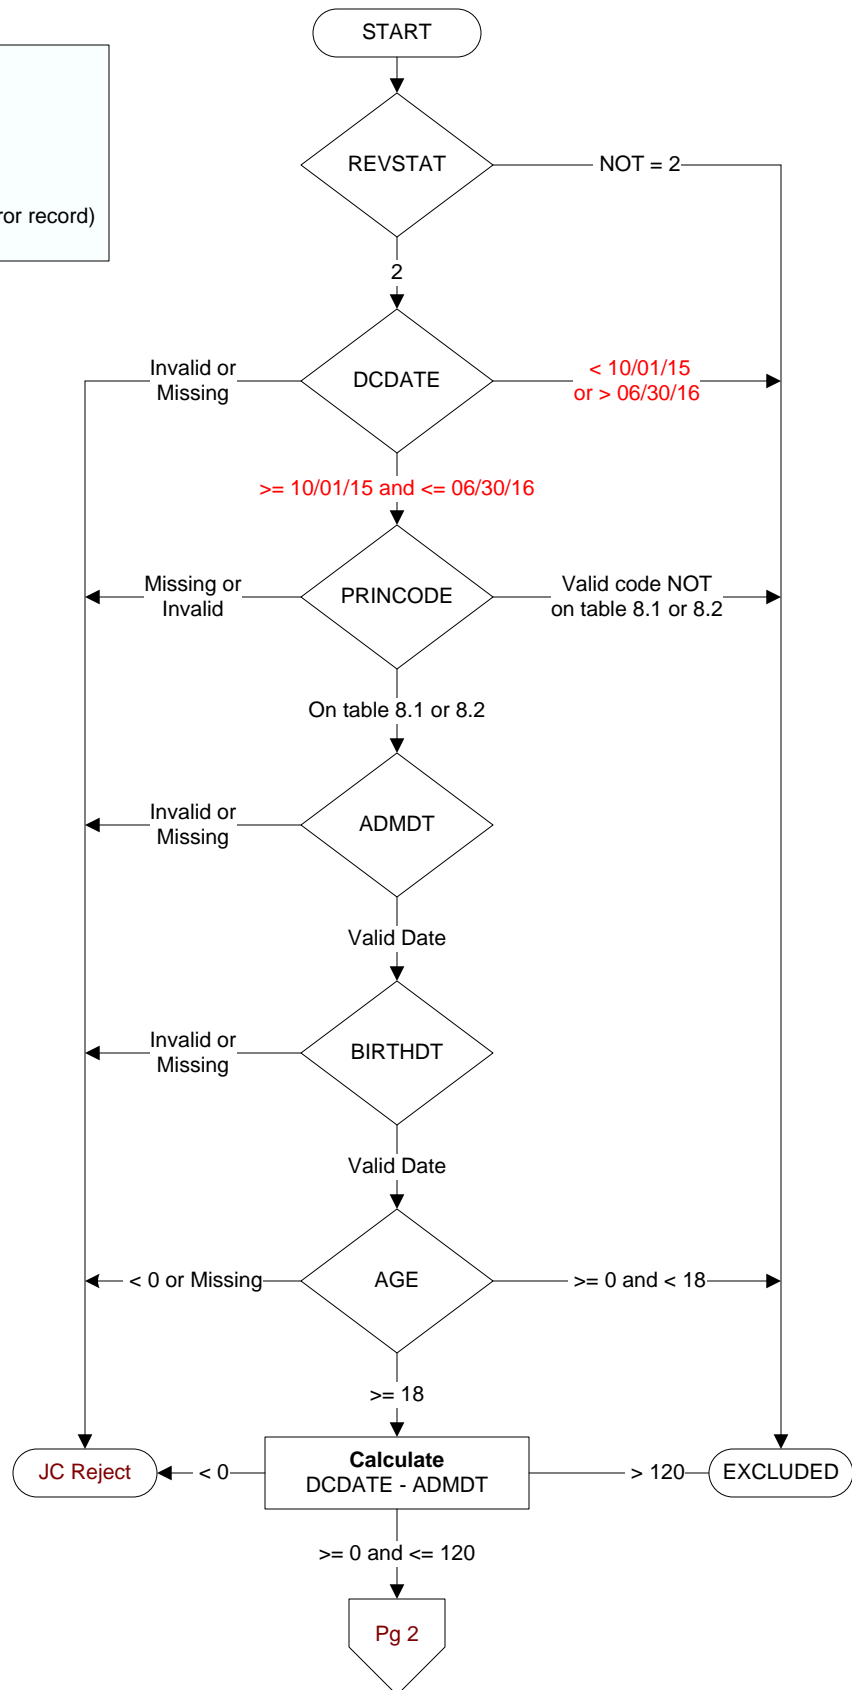 START
ror record)
REVSTAT
NOT = 2
2
Invalid or
Missing
DCDATE
< 10/01/15
or > 06/30/16
>= 10/01/15 and <= 06/30/16
Missing or
Invalid
PRINCODE
Valid code NOT
on table 8.1 or 8.2
On table 8.1 or 8.2
Invalid or
Missing
ADMDT
Valid Date
Invalid or
Missing
BIRTHDT
Valid Date
< 0 or Missing
AGE
>= 0 and < 18
>= 18
JC Reject
< 0
Calculate
DCDATE - ADMDT
> 120
EXCLUDED
>= 0 and <= 120
Pg 2